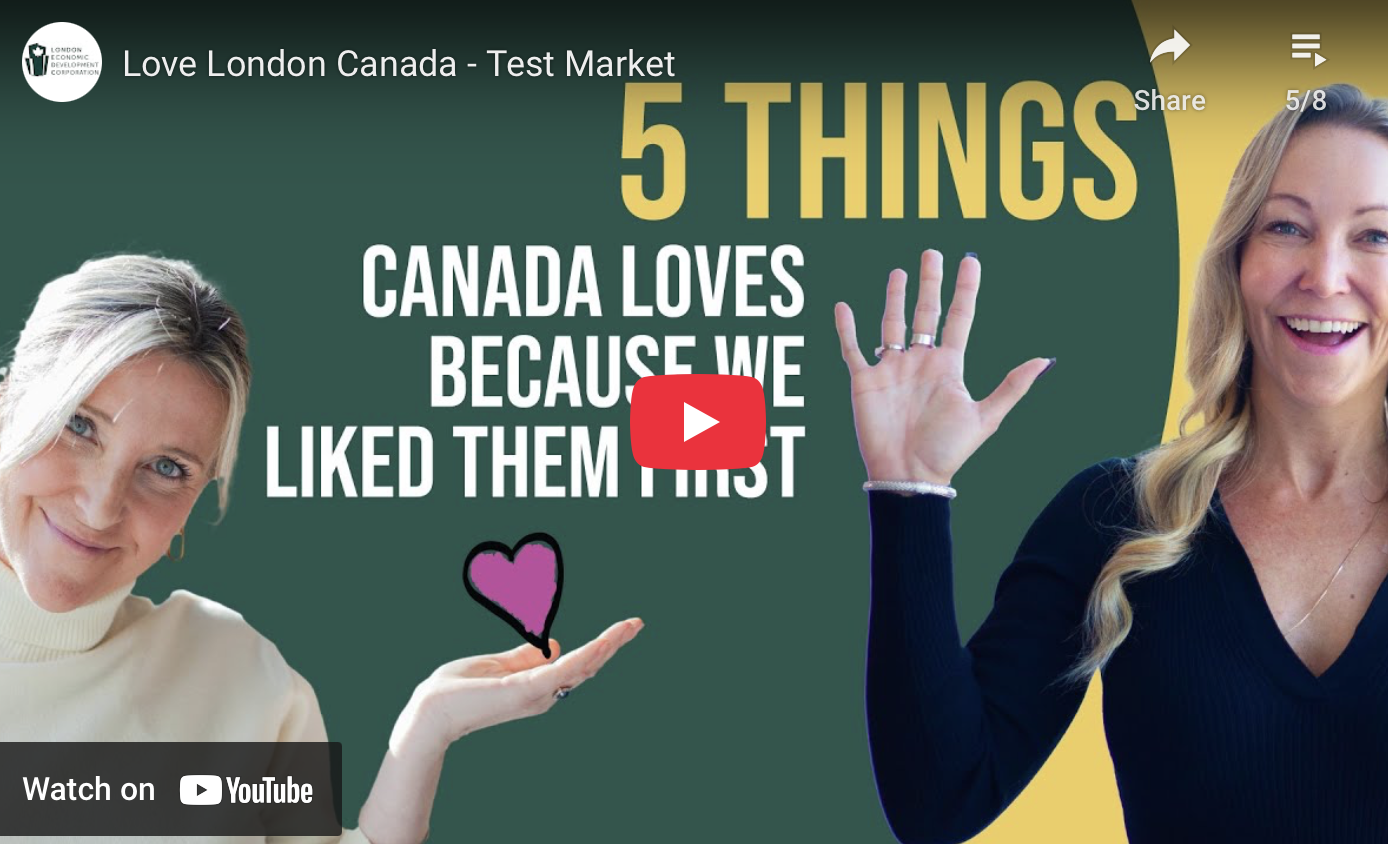 LONDON
ECONOMIC
DEVELOPMENT
CORPORATION
Love London Canada - Test Market
Share
5/8
5 THINGS
CANADA LOVES
BECAUSE WE
LIKED THEM FIRST
Watch on YouTube